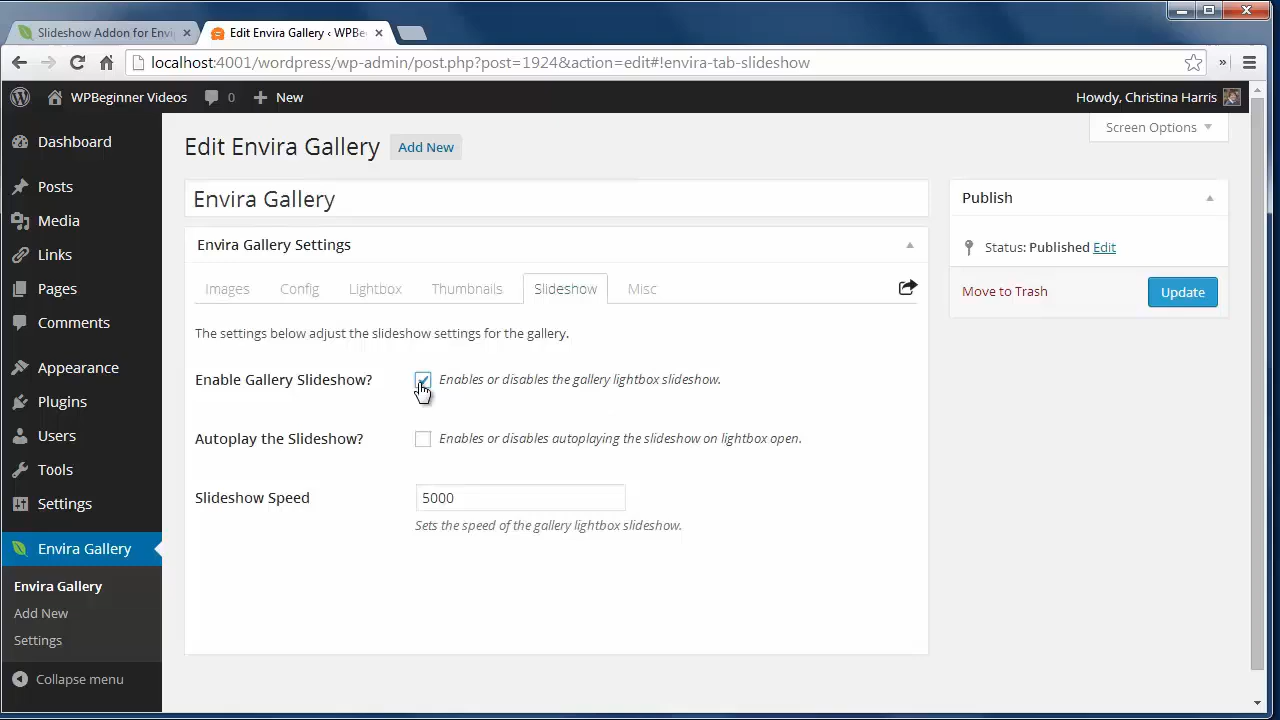 Slideshow Addon for Envi
Edit Envira Gallery ‹ WPBe
localhost:4001/wordpress/wp-admin/post.php?post=1924&action=edit#!envira-tab-slideshow
WPBeginner Videos
0
New
Howdy, Christina Harris
Screen Options
Dashboard
Posts
Media
Links
Pages
Comments
Appearance
Plugins
Users
Tools
Settings
Envira Gallery
Envira Gallery
Add New
Settings
Collapse menu
Edit Envira Gallery
Add New
Envira Gallery
Envira Gallery Settings
Images
Config
Lightbox
Thumbnails
Slideshow
Misc
The settings below adjust the slideshow settings for the gallery.
Enable Gallery Slideshow?
Enables or disables the gallery lightbox slideshow.
Autoplay the Slideshow?
Enables or disables autoplaying the slideshow on lightbox open.
Slideshow Speed
5000
Sets the speed of the gallery lightbox slideshow.
Publish
Status: Published Edit
Move to Trash
Update